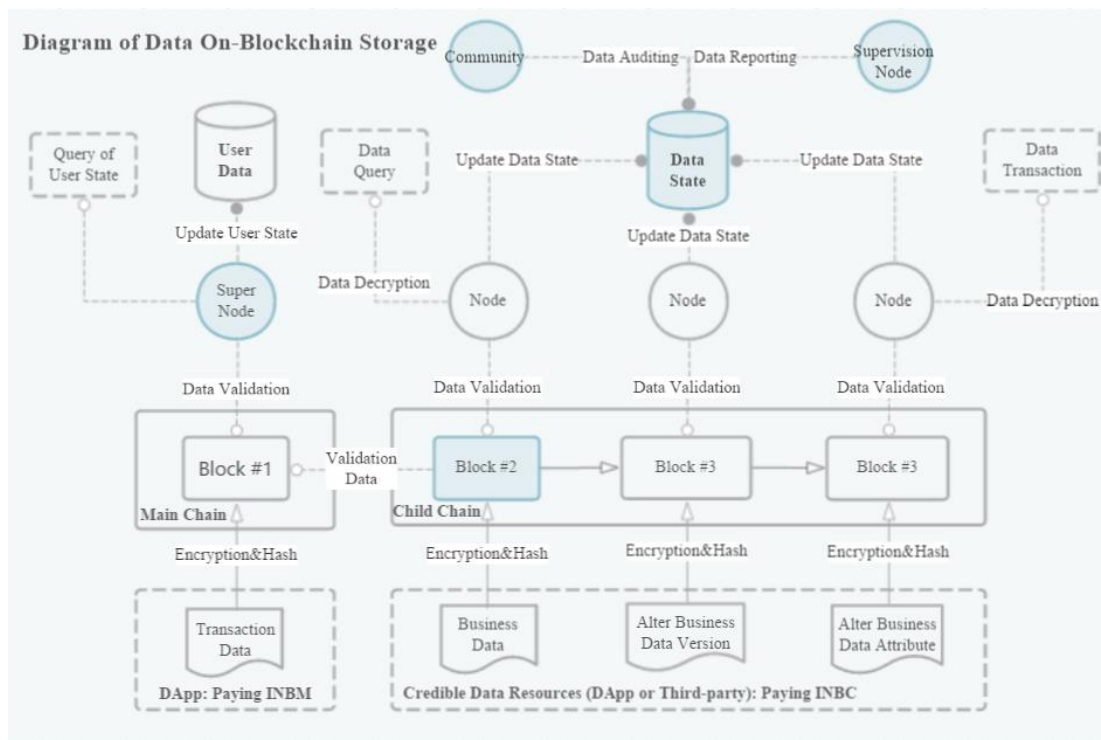 Diagram of Data On-Blockchain Storage
Community
Data Auditing
Data Reporting
Supervision
Node
Query of
User State
User
Data
Data
Query
Update Data State
Data
State
Update Data State
Data
Transaction
Update User State
Update Data State
Super
Node
Data Decryption
Node
Node
Node
Data Decryption
Data Validation
Data Validation
Data Validation
Data Validation
Block #1
Validation
Data
Block #2
Block #3
Block #3
Main Chain
Child Chain
Encryption&Hash
Encryption&Hash
Encryption&Hash
Encryption&Hash
Transaction
Data
Business
Data
Alter Business
Data Version
Alter Business
Data Attribute
DApp: Paying INBM
Credible Data Resources (DApp or Third-party): Paying INBC